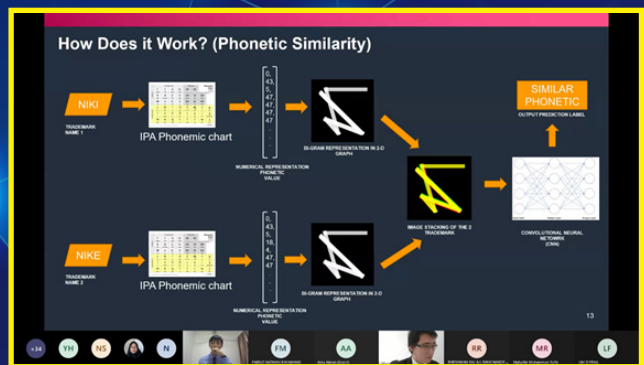 How Does it Work? (Phonetic Similarity)
NIKI
TRADEMARK
NAME 1
IPA Phonemic chart
0,
43,
5,
47,
47,
47,
47
.
.
.
NUMERICAL REPRESENTATION
PHONETIC
VALUE
BI-GRAM REPRESENTATION IN 2-D
GRAPH
SIMILAR
PHONETIC
OUTPUT PREDICTION LABEL
IMAGE STACKING OF THE 2
TRADEMARK
CONVOLUTIONAL NEURAL
NETOWRK
(CNN)
NIKE
TRADEMARK
NAME 2
IPA Phonemic chart
0,
43,
5,
18,
4,
47,
47
.
.
.
NUMERICAL REPRESENTATION
PHONETIC
VALUE
BI-GRAM REPRESENTATION IN 2-D
GRAPH
13
+34
YH
NS
N
FM
AA
RR
MR
LF